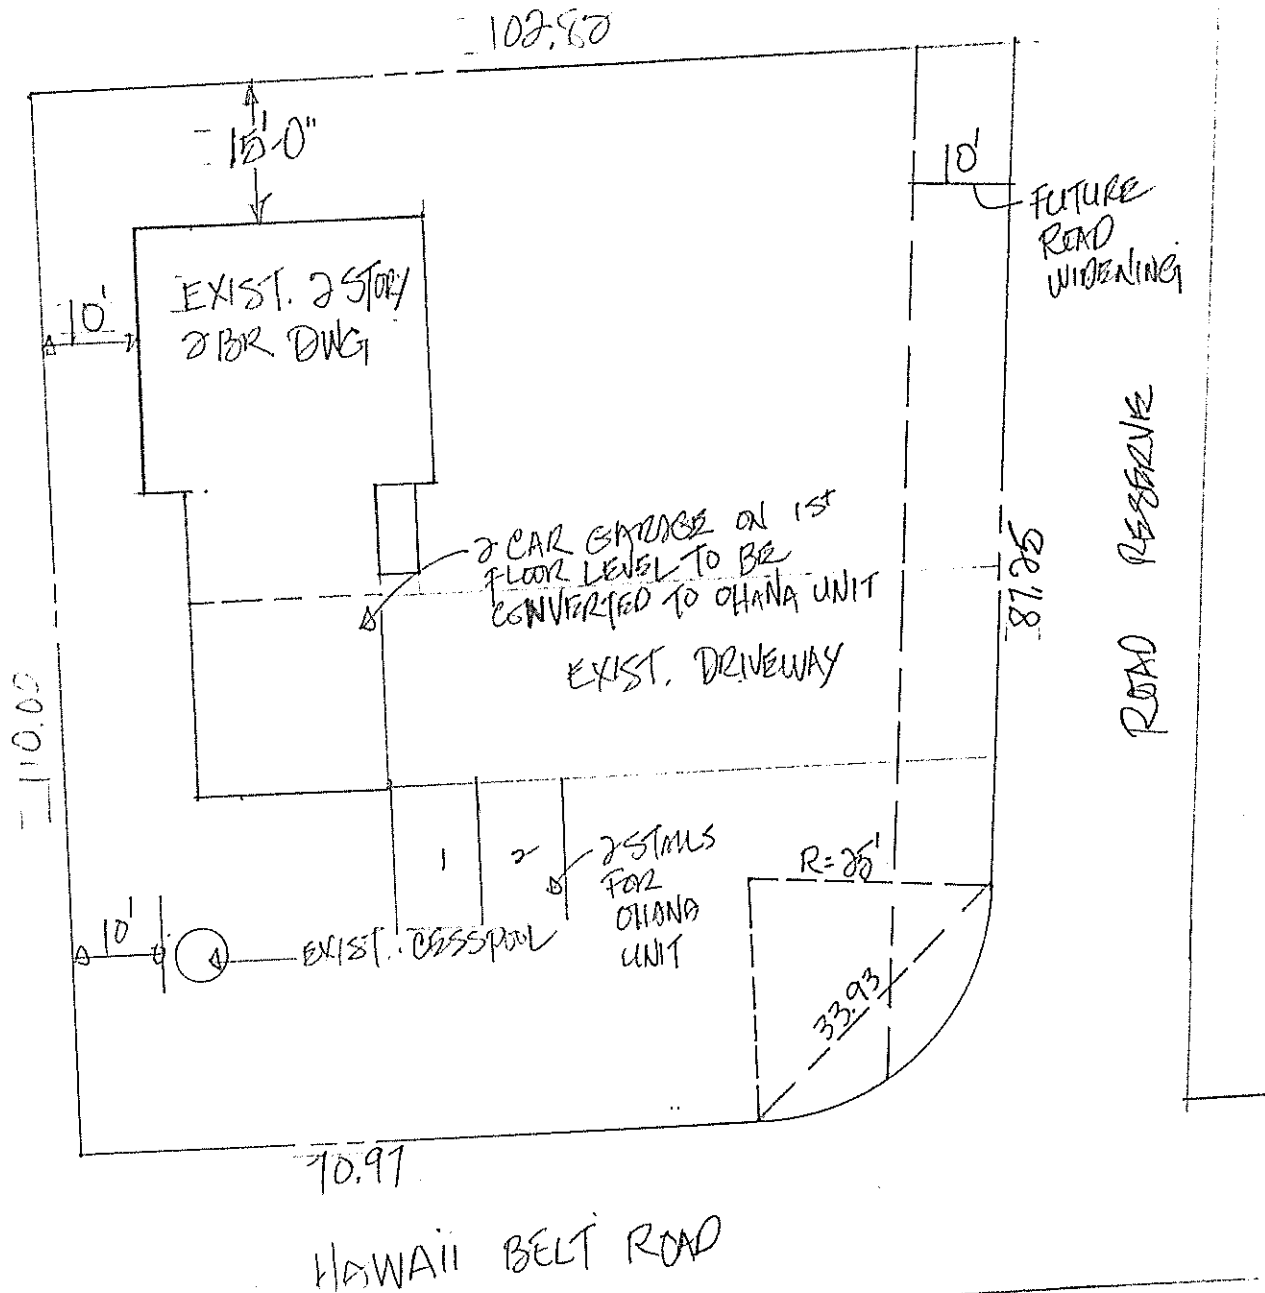 102.82
15'-0"
10'
FUTURE
ROAD
WIDENING
EXIST. 2 STORY
2 BR. DWG
10'
ROAD RESERVE
2 CAR GARAGE ON 1st
FLOOR LEVEL TO BE
CONVERTED TO OHANA UNIT
87.25
EXIST. DRIVEWAY
110.00
1
2
2 STALLS
FOR
OHANA
UNIT
R=25'
10'
EXIST. CESSPOOL
33.93
70.97
HAWAII BELT ROAD